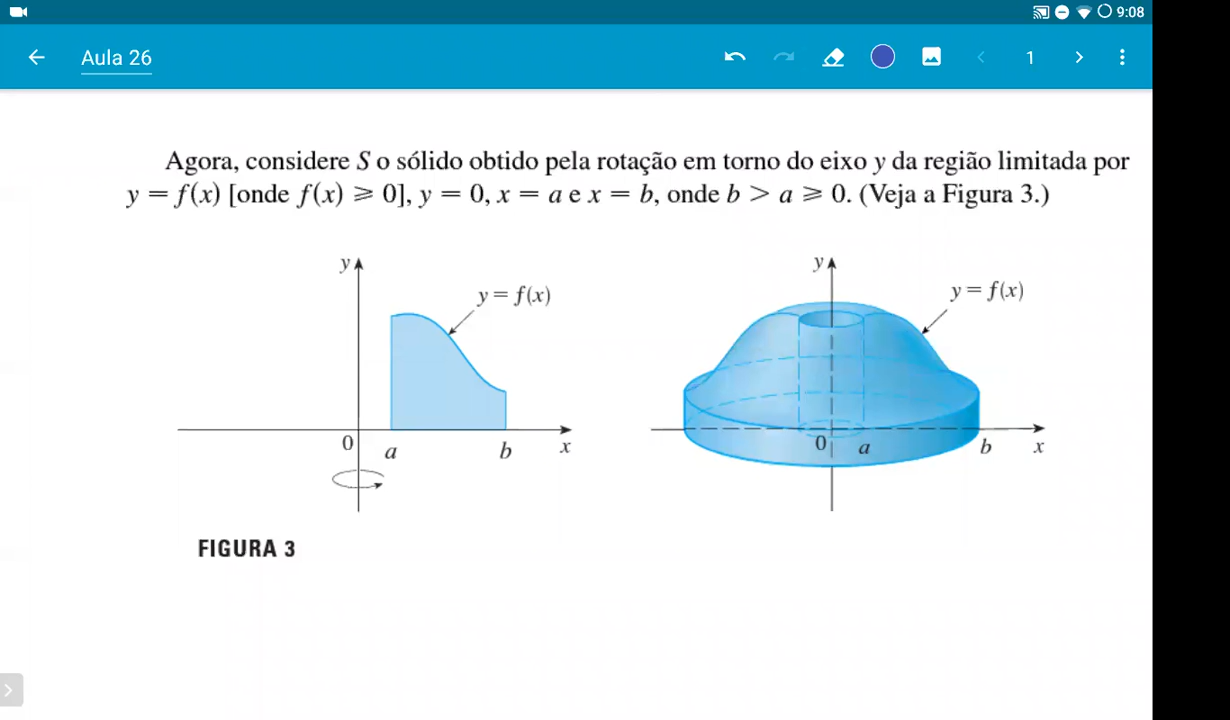 9:08
Aula 26
1
Agora, considere S o sólido obtido pela rotação em torno do eixo y da região limitada por
y = f(x) [onde f(x) ⩾ 0], y = 0, x = a e x = b, onde b > a ⩾ 0. (Veja a Figura 3.)
y
y = f(x)
0
a
b
x
y
y = f(x)
0
a
b
x
FIGURA 3